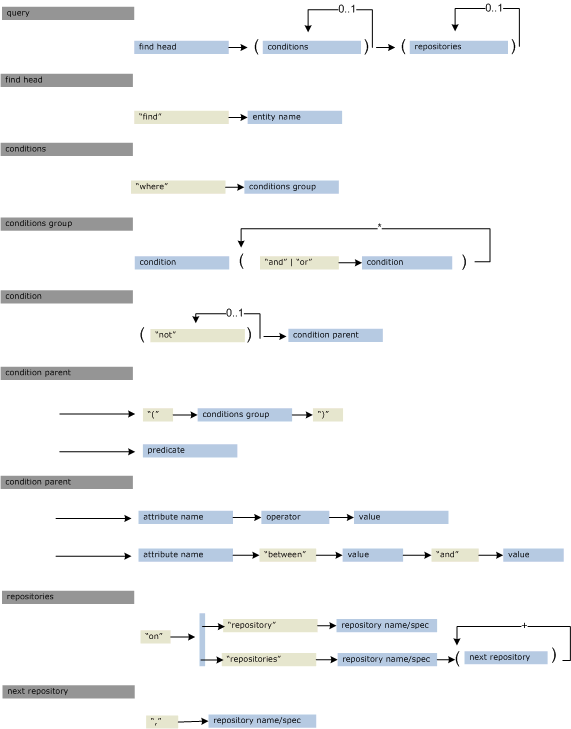 query
0..1
0..1
find head ( conditions ) ( repositories )
find head
“find” entity name
conditions
“where” conditions group
conditions group
*
condition ( “and” | “or” condition )
condition
0..1
( “not” ) condition parent
condition parent
“(” conditions group “)”
predicate
condition parent
attribute name operator value
attribute name “between” value “and” value
repositories
“repository” repository name/spec
+
“on”
“repositories” repository name/spec ( next repository )
next repository
“,” repository name/spec